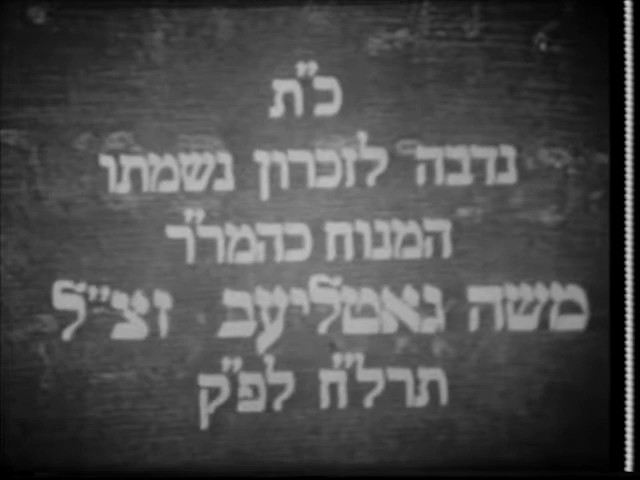 כ״ת
נדבה לזכרון נשמתו
המנוח כהמר״ר
משה גאטליעב זצ״ל
תרל״ח לפ״ק